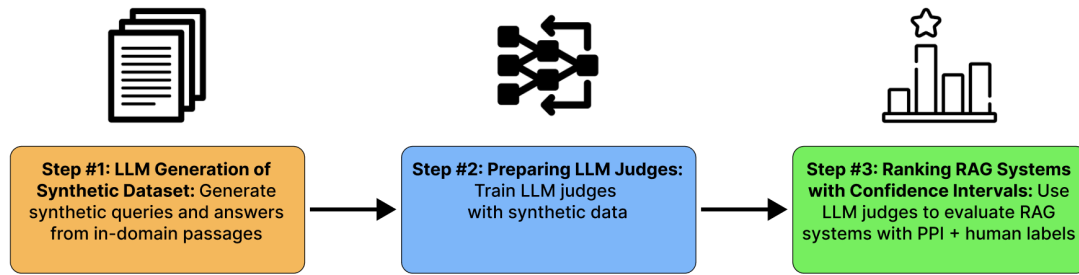 Step #1: LLM Generation of
Synthetic Dataset: Generate
synthetic queries and answers
from in-domain passages
Step #2: Preparing LLM Judges:
Train LLM judges
with synthetic data
Step #3: Ranking RAG Systems
with Confidence Intervals: Use
LLM judges to evaluate RAG
systems with PPI + human labels